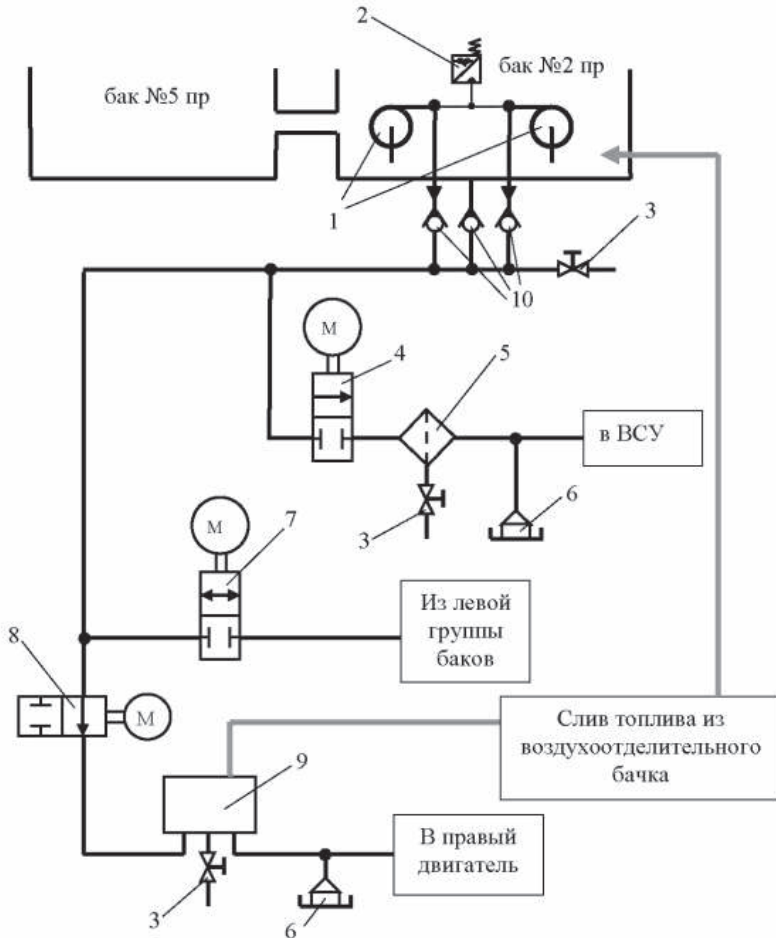 2
бак №5 пр
бак №2 пр
1
3
10
М
4
5
в ВСУ
3
6
М
7
Из левой
группы
баков
8
М
Слив топлива из
воздухоотделительного
бачка
9
В правый
двигатель
3
6